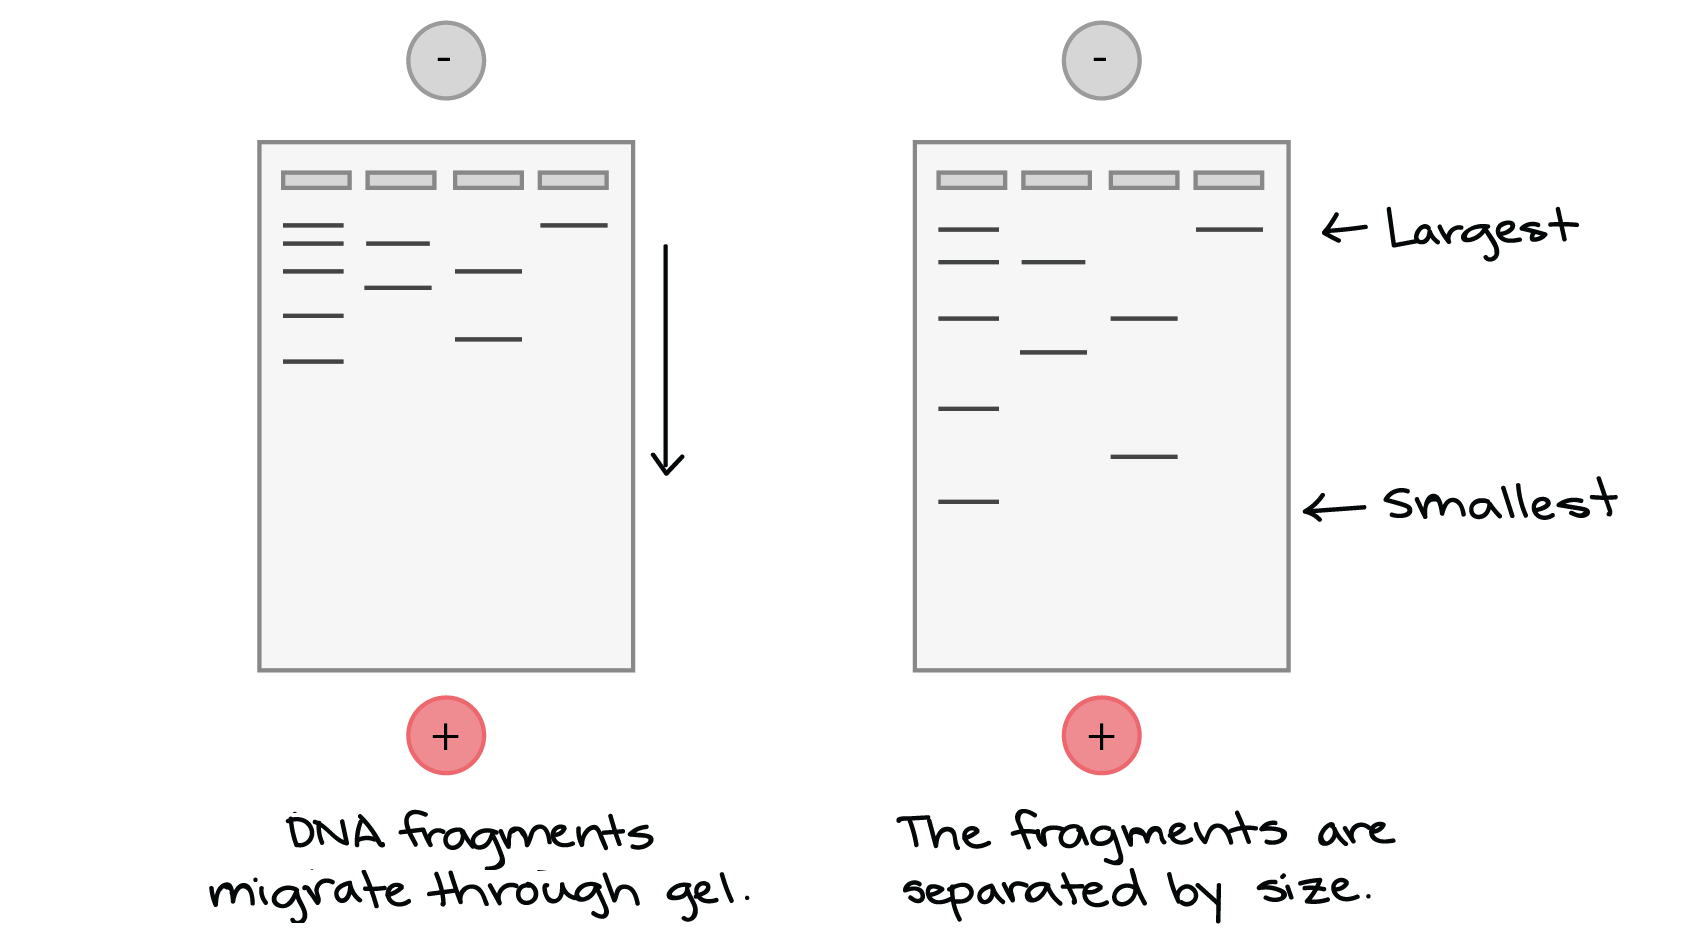 -
-
← Largest
← Smallest
+
+
DNA fragments
migrate through gel.
The fragments are
separated by size.